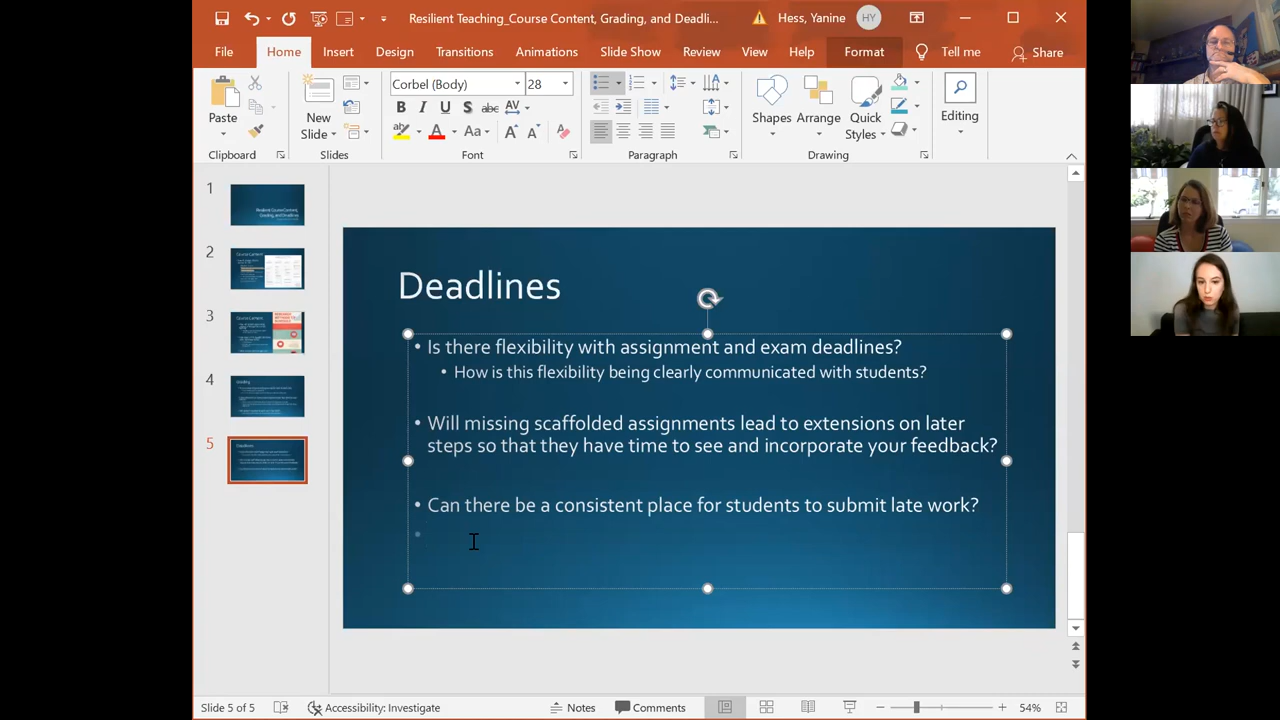 Resilient Teaching_Course Content, Grading, and Deadli...
Hess, Yanine
HY
File
Home
Insert
Design
Transitions
Animations
Slide Show
Review
View
Help
Format
Tell me
Share
Corbel (Body)
28
Paste
New
Slide
B I U S abc AV
A Aa A A
Shapes
Arrange
Quick
Styles
Editing
Clipboard
Slides
Font
Paragraph
Drawing
1
2
3
4
5
Deadlines
• Is there flexibility with assignment and exam deadlines?
• How is this flexibility being clearly communicated with students?
• Will missing scaffolded assignments lead to extensions on later
steps so that they have time to see and incorporate your feedback?
• Can there be a consistent place for students to submit late work?
Slide 5 of 5
Accessibility: Investigate
Notes
Comments
54%